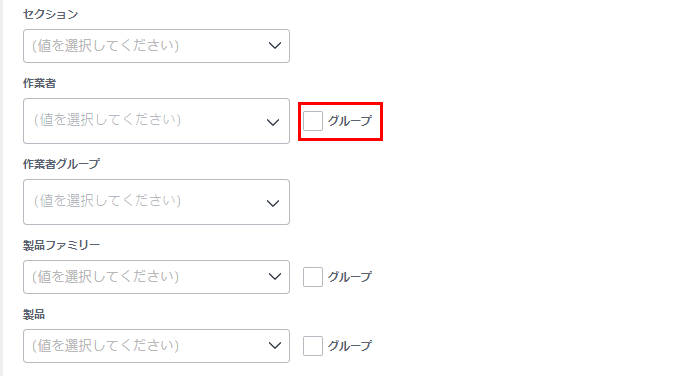 セクション
(値を選択してください)
作業者
(値を選択してください)
グループ
作業者グループ
(値を選択してください)
製品ファミリー
(値を選択してください)
グループ
製品
(値を選択してください)
グループ